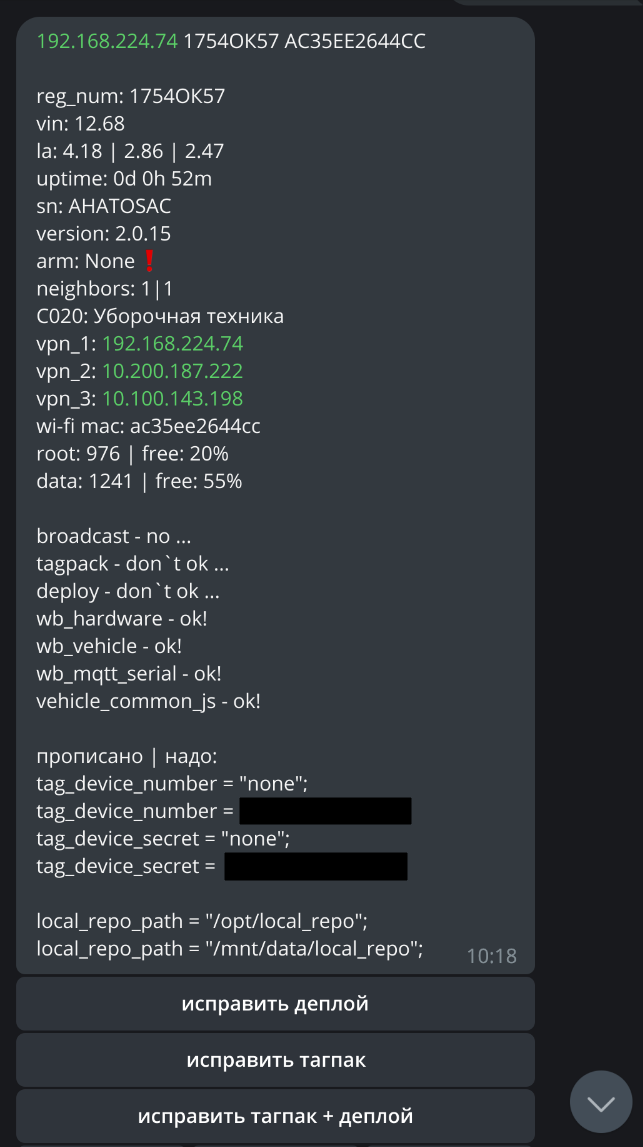 192.168.224.74 1754ОК57 AC35EE2644CC
reg_num: 1754ОК57
vin: 12.68
la: 4.18 | 2.86 | 2.47
uptime: 0d 0h 52m
sn: AHATOSAC
version: 2.0.15
arm: None ❗
neighbors: 1|1
C020: Уборочная техника
vpn_1: 192.168.224.74
vpn_2: 10.200.187.222
vpn_3: 10.100.143.198
wi-fi mac: ac35ee2644cc
root: 976 | free: 20%
data: 1241 | free: 55%
broadcast - no ...
tagpack - don`t ok ...
deploy - don`t ok ...
wb_hardware - ok!
wb_vehicle - ok!
wb_mqtt_serial - ok!
vehicle_common_js - ok!
прописано | надо:
tag_device_number = "none";
tag_device_number =
tag_device_secret = "none";
tag_device_secret =
local_repo_path = "/opt/local_repo";
local_repo_path = "/mnt/data/local_repo";
10:18
исправить деплой
исправить тагпак
исправить тагпак + деплой